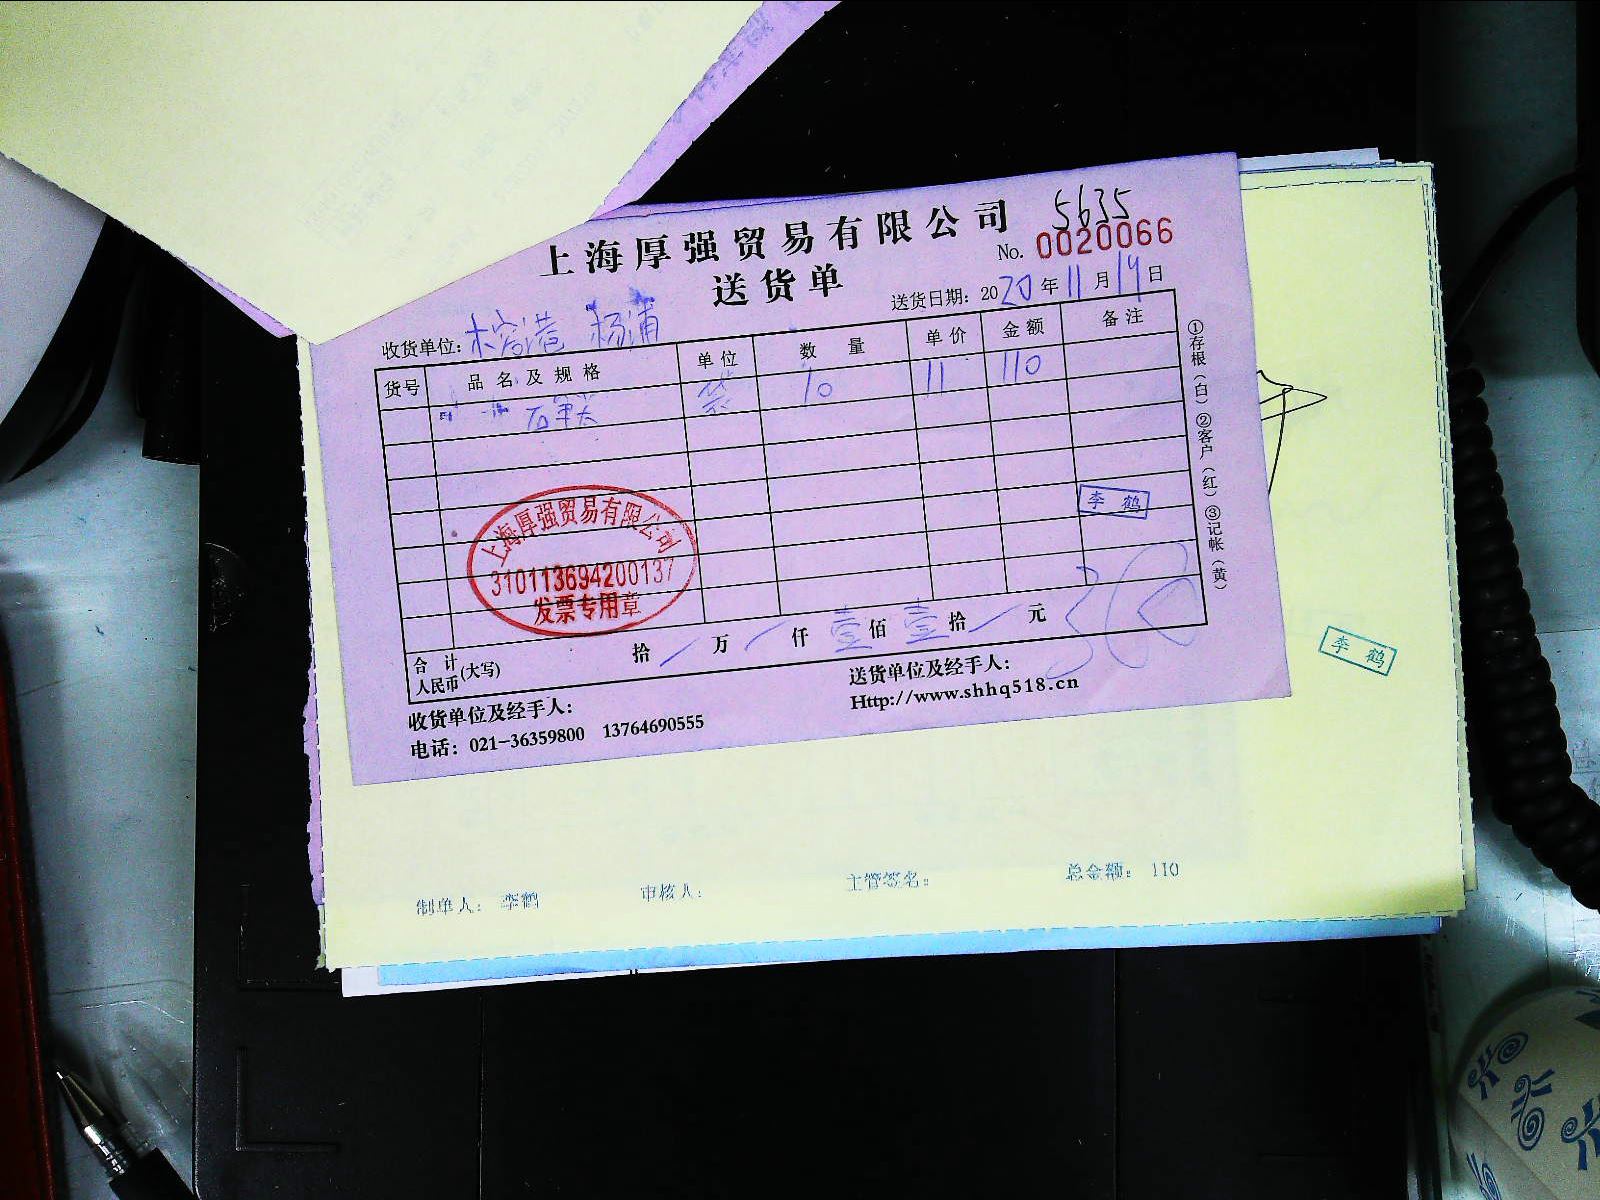 上海厚强贸易有限公司
5635
No. 0020066
送货单
送货日期: 2020年11月19日
收货单位: 榕港 杨浦
货号 品名及规格 单位 数量 单价 金额 备注
袋 10 11 110
李鹤
上海厚强贸易有限公司
310113694200137
发票专用章
合计人民币(大写) 拾 / 万 / 仟 壹 佰 壹 拾 / 元
收货单位及经手人: 送货单位及经手人:
电话: 021-36359800 13764690555 Http://www.shhq518.cn
①存根(白) ②客户(红) ③记帐(黄)
李鹤
制单人: 李鹤 审核人: 主管签名: 总金额: 110